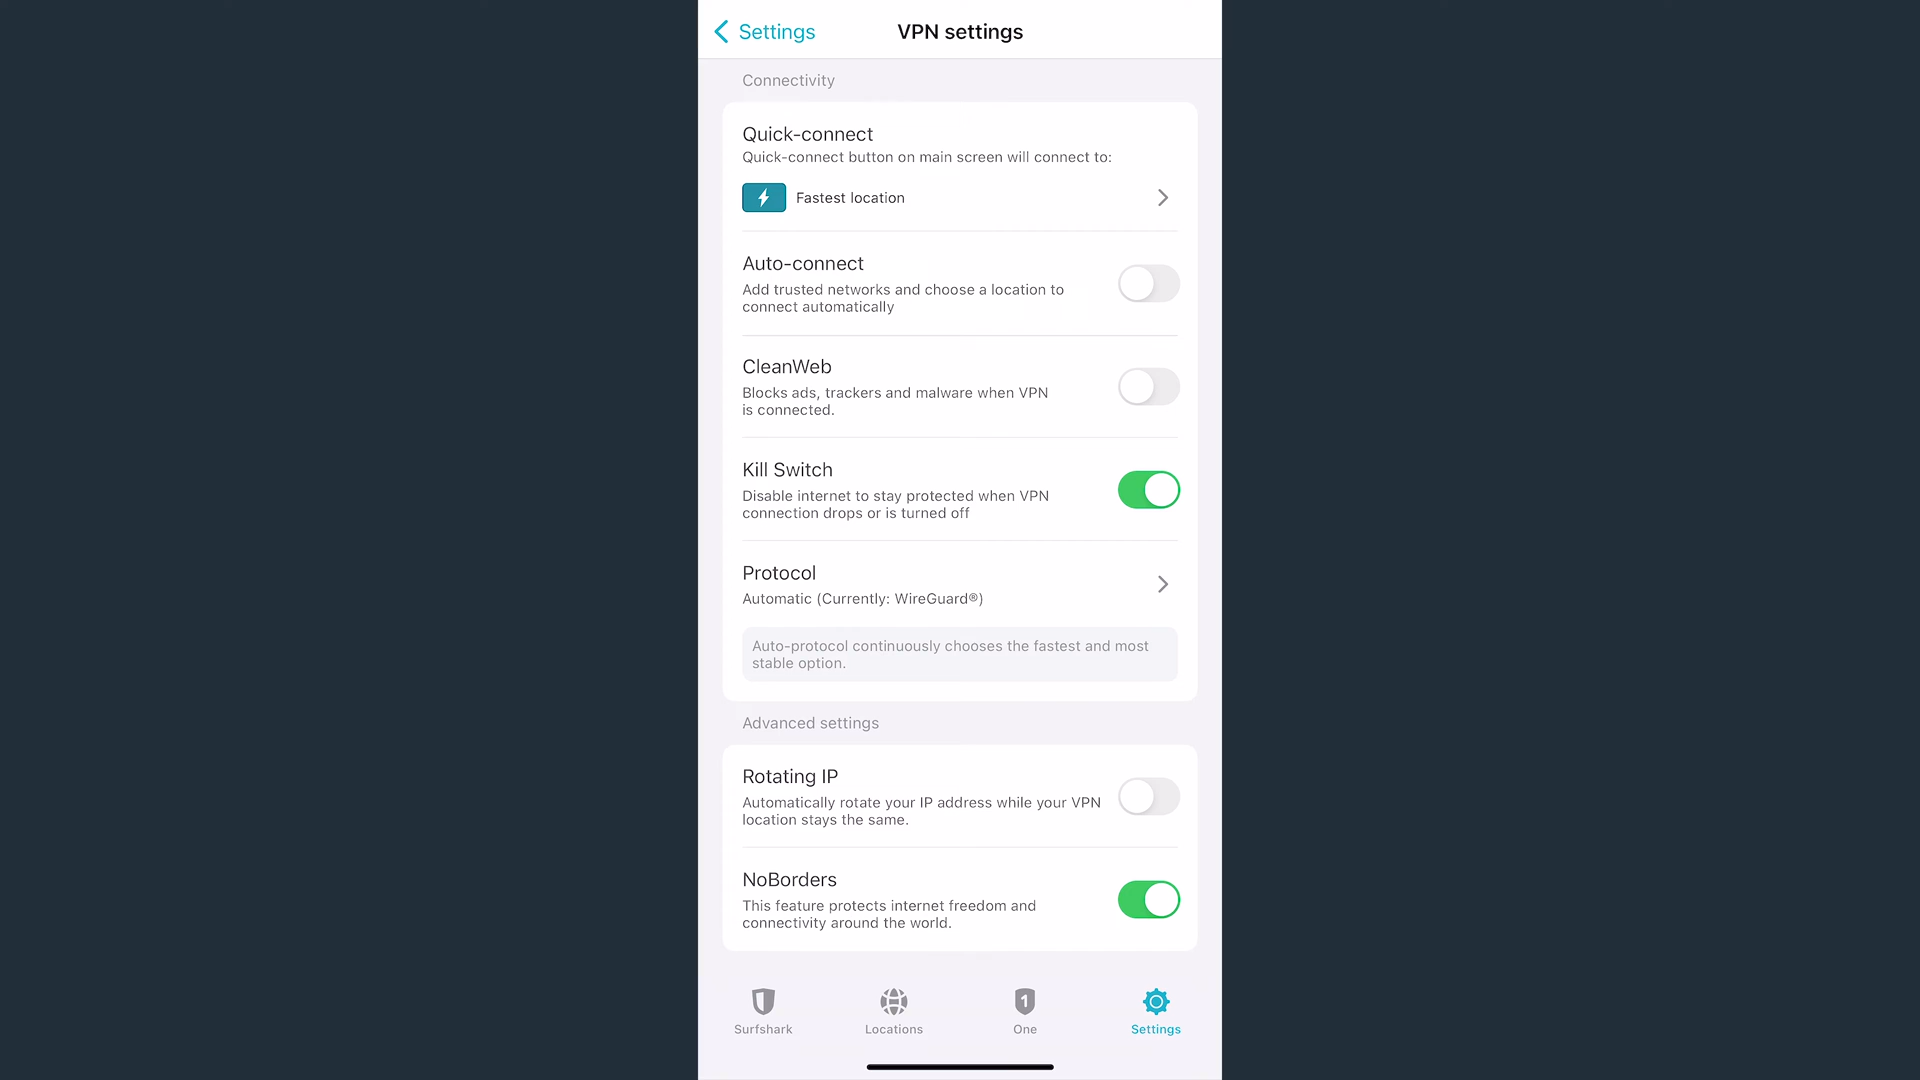 Settings
VPN settings
Connectivity
Quick-connect
Quick-connect button on main screen will connect to:
Fastest location
Auto-connect
Add trusted networks and choose a location to
connect automatically
CleanWeb
Blocks ads, trackers and malware when VPN
is connected.
Kill Switch
Disable internet to stay protected when VPN
connection drops or is turned off
Protocol
Automatic (Currently: WireGuard®)
Auto-protocol continuously chooses the fastest and most
stable option.
Advanced settings
Rotating IP
Automatically rotate your IP address while your VPN
location stays the same.
NoBorders
This feature protects internet freedom and
connectivity around the world.
1
Surfshark
Locations
One
Settings